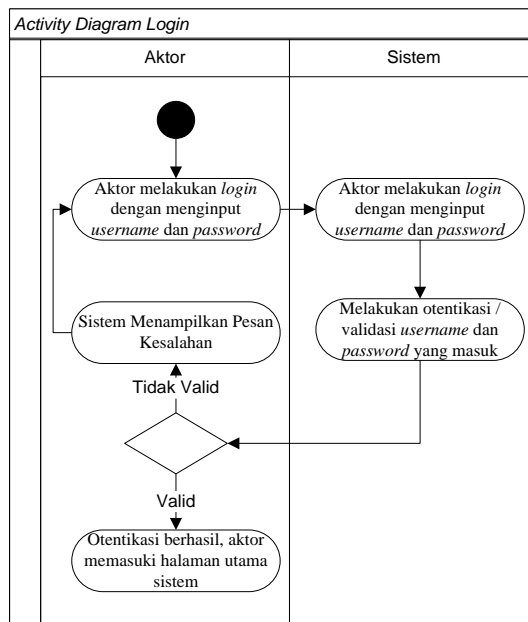 Activity Diagram Login
Aktor
Sistem
Aktor melakukan login
dengan menginput
username dan password
Aktor melakukan login
dengan menginput
username dan password
Melakukan otentikasi /
validasi username dan
password yang masuk
Sistem Menampilkan Pesan
Kesalahan
Tidak Valid
Valid
Otentikasi berhasil, aktor
memasuki halaman utama
sistem